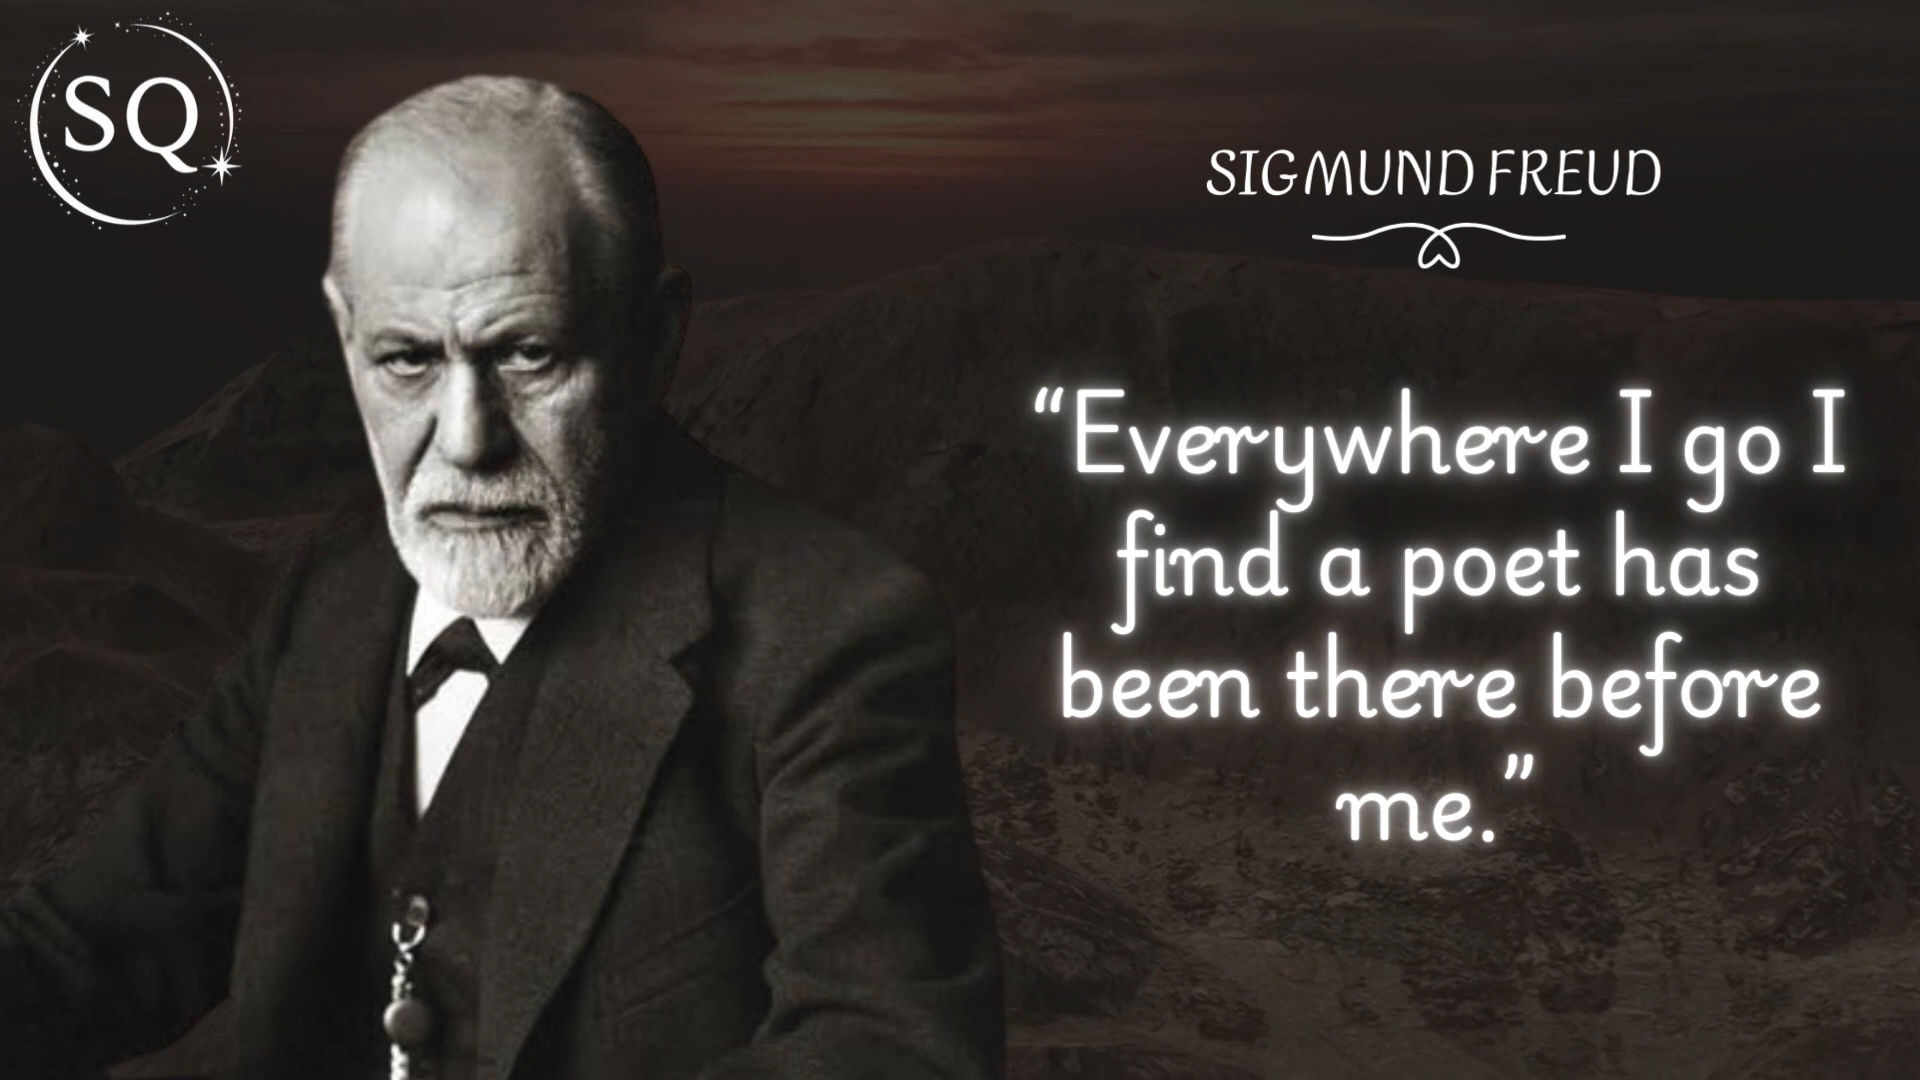 SQ
SIGMUND FREUD
“Everywhere I go I
find a poet has
been there before
me.”